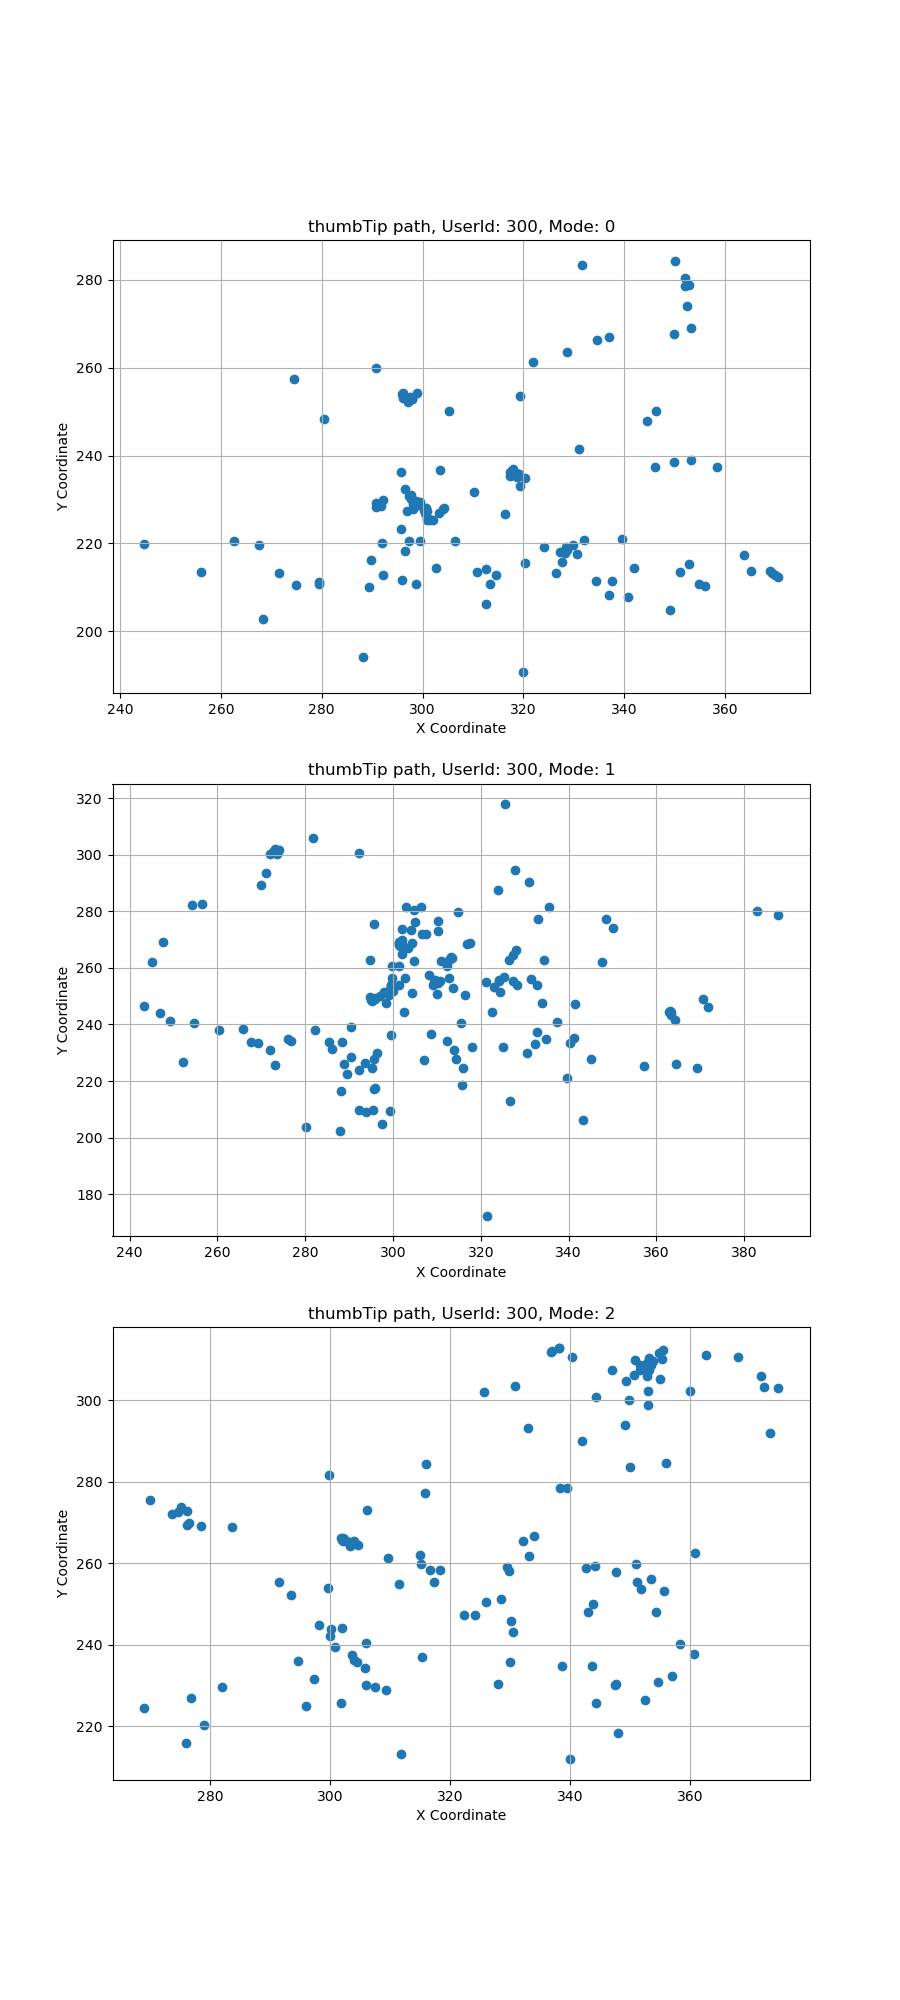 thumbTip path, UserId: 300, Mode: 0
280
260
240
220
200
Y Coordinate
240 260 280 300 320 340 360
X Coordinate
thumbTip path, UserId: 300, Mode: 1
320
300
280
260
240
220
200
180
Y Coordinate
240 260 280 300 320 340 360 380
X Coordinate
thumbTip path, UserId: 300, Mode: 2
300
280
260
240
220
Y Coordinate
280 300 320 340 360
X Coordinate